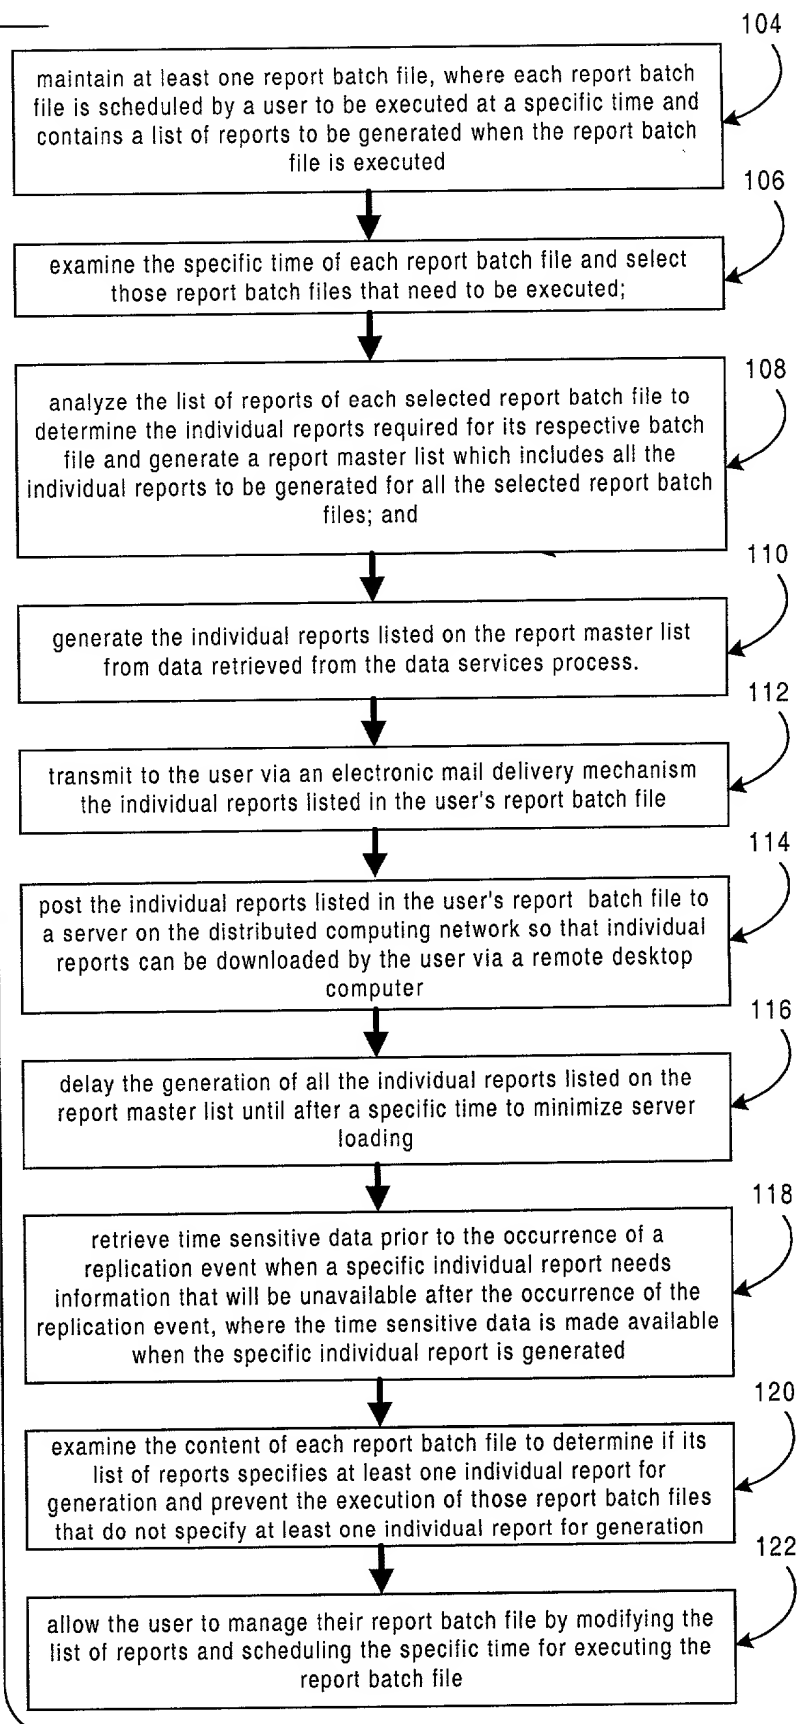 104
maintain at least one report batch file, where each report batch
file is scheduled by a user to be executed at a specific time and
contains a list of reports to be generated when the report batch
file is executed
106
examine the specific time of each report batch file and select
those report batch files that need to be executed;
108
analyze the list of reports of each selected report batch file to
determine the individual reports required for its respective batch
file and generate a report master list which includes all the
individual reports to be generated for all the selected report batch
files; and
110
generate the individual reports listed on the report master list
from data retrieved from the data services process.
112
transmit to the user via an electronic mail delivery mechanism
the individual reports listed in the user's report batch file
114
post the individual reports listed in the user's report batch file to
a server on the distributed computing network so that individual
reports can be downloaded by the user via a remote desktop
computer
116
delay the generation of all the individual reports listed on the
report master list until after a specific time to minimize server
loading
118
retrieve time sensitive data prior to the occurrence of a
replication event when a specific individual report needs
information that will be unavailable after the occurrence of the
replication event, where the time sensitive data is made available
when the specific individual report is generated
120
examine the content of each report batch file to determine if its
list of reports specifies at least one individual report for
generation and prevent the execution of those report batch files
that do not specify at least one individual report for generation
122
allow the user to manage their report batch file by modifying the
list of reports and scheduling the specific time for executing the
report batch file